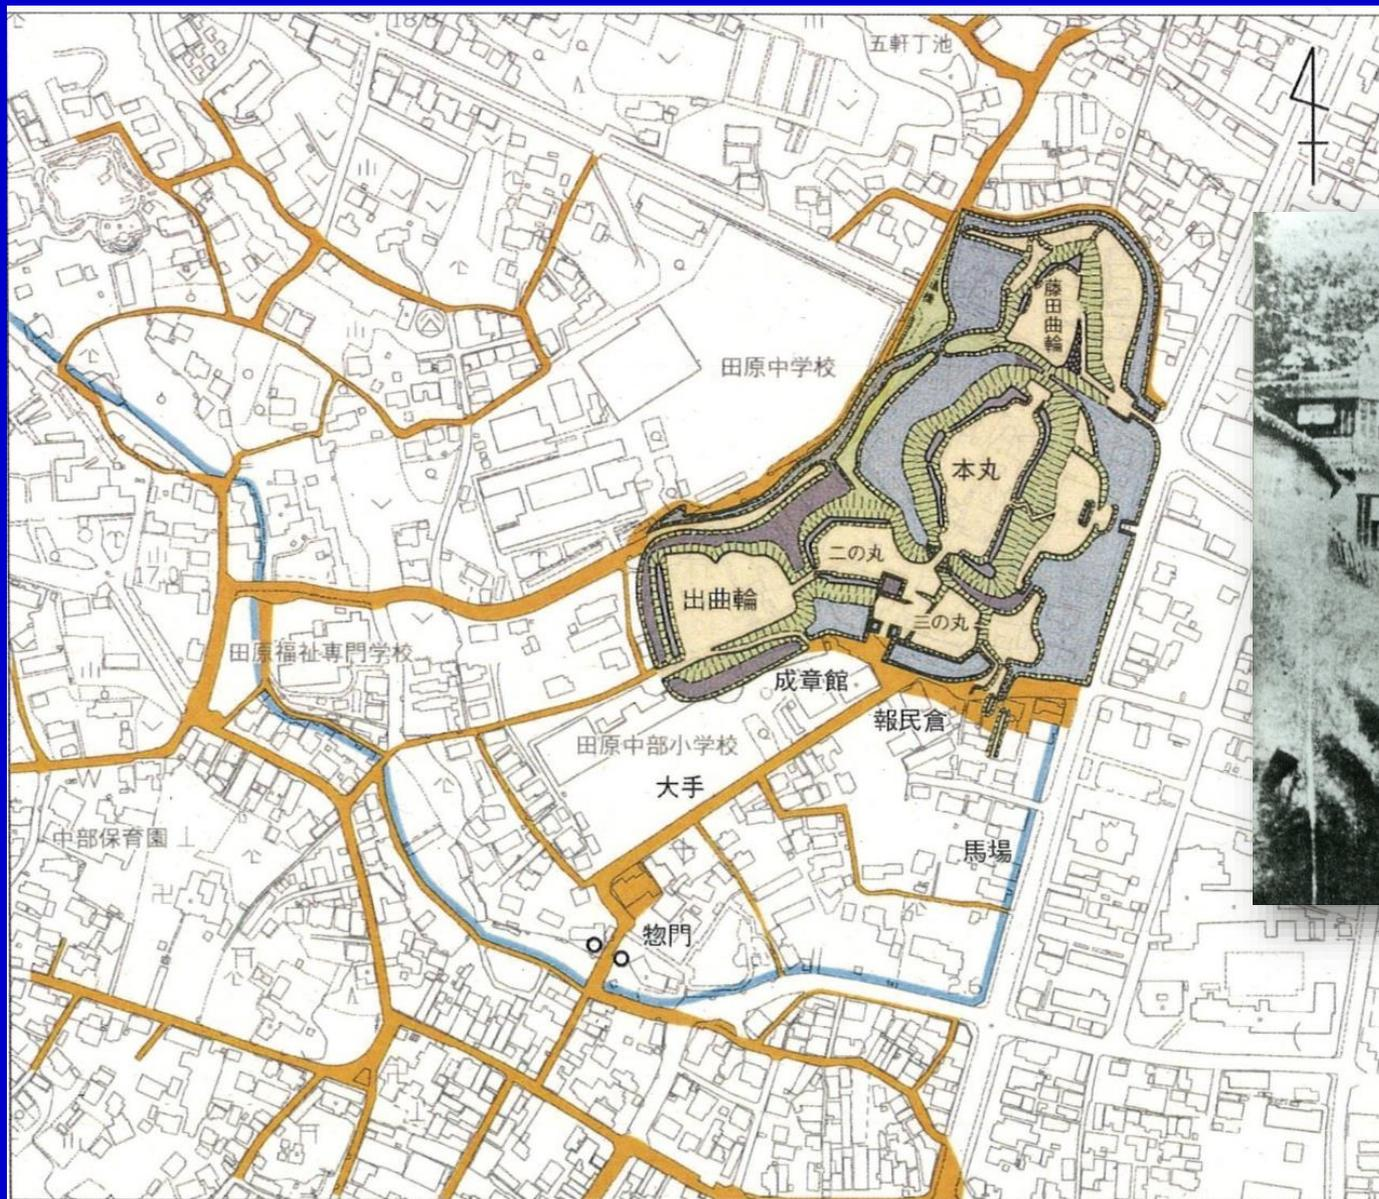 五軒丁池
藤田曲輪
田原中学校
本丸
二の丸
出曲輪
三の丸
田原福祉専門学校
成章館
報民倉
田原中部小学校
大手
中部保育園
馬場
惣門